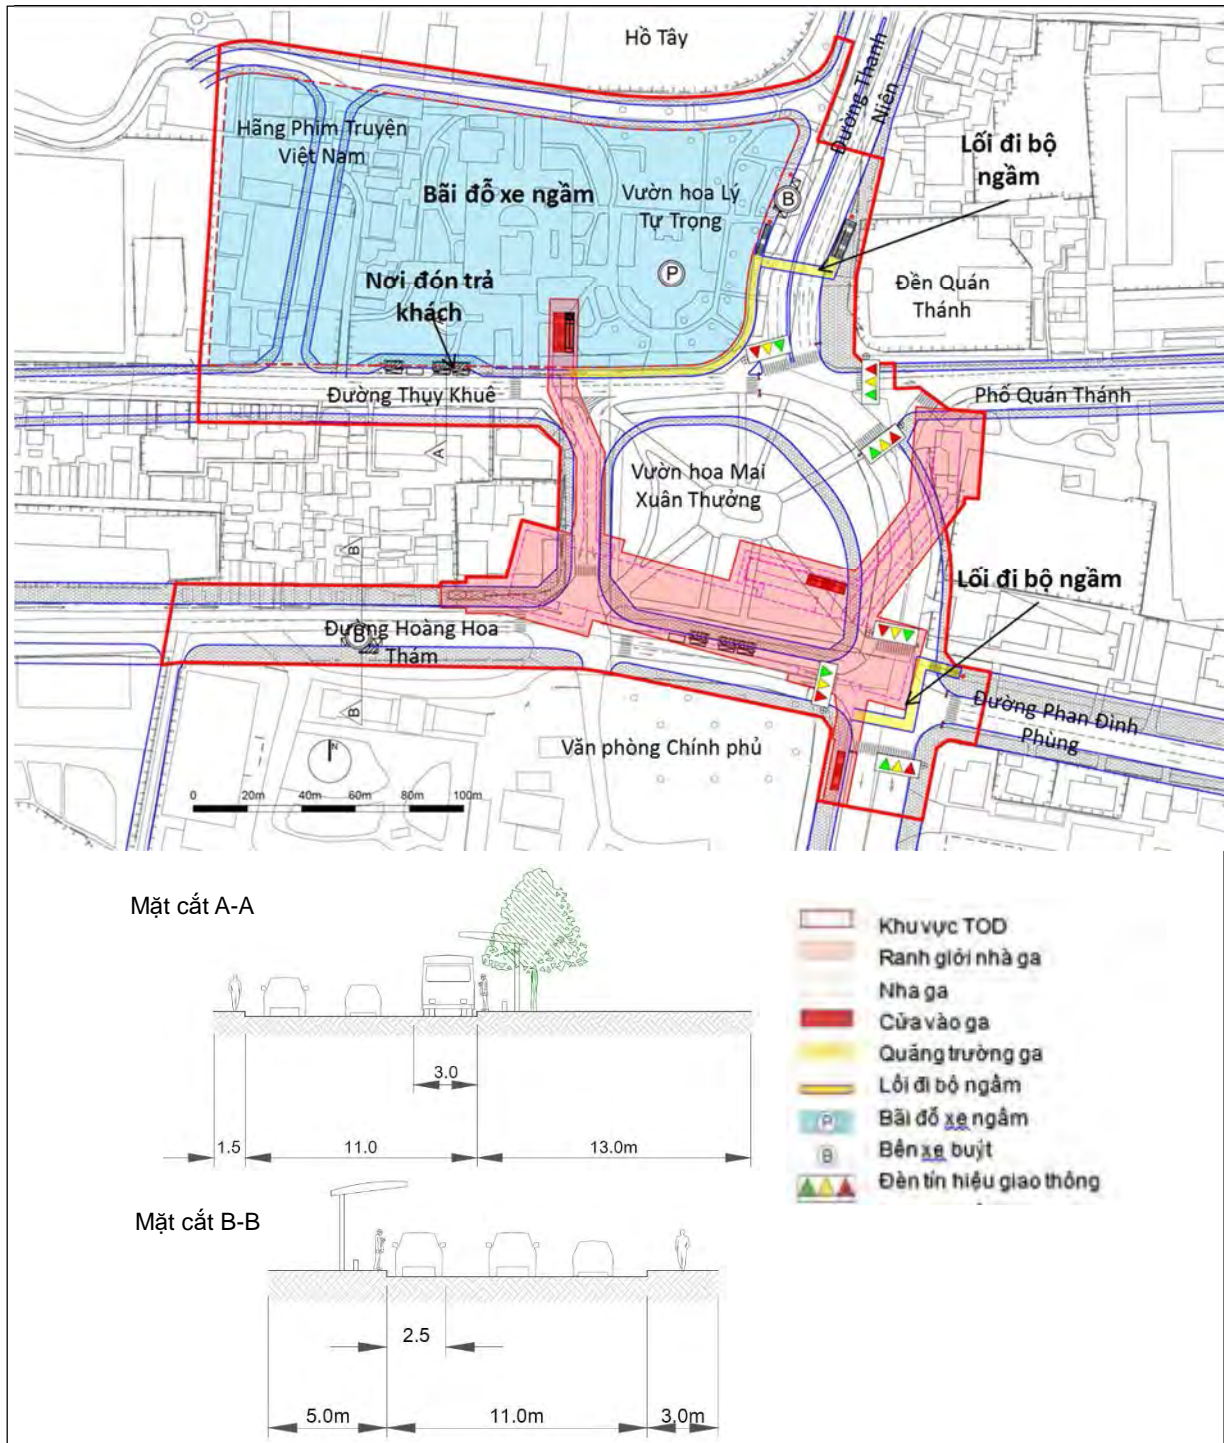 Hồ Tây
Đường Thanh
Niên
Hãng Phim Truyện
Việt Nam
Lối đi bộ
ngầm
Bãi đỗ xe ngầm
Vườn hoa Lý
Tự Trọng
B
P
Nơi đón trả
khách
Đền Quán
Thánh
Đường Thụy Khuê
Phố Quán Thánh
A
Vườn hoa Mai
Xuân Thưởng
B
Lối đi bộ ngầm
Đường Hoàng Hoa
Thám
B
B
Đường Phan Đình
Phùng
Văn phòng Chính phủ
N
0 20m 40m 60m 80m 100m
Mặt cắt A-A
3.0
1.5 11.0 13.0m
Mặt cắt B-B
2.5
5.0m 11.0m 3.0m
Khu vực TOD
Ranh giới nhà ga
Nha ga
Cửa vào ga
Quãng trường ga
Lối đi bộ ngầm
P
Bãi đỗ xe ngầm
B
Bên xe buýt
Đèn tín hiệu giao thông